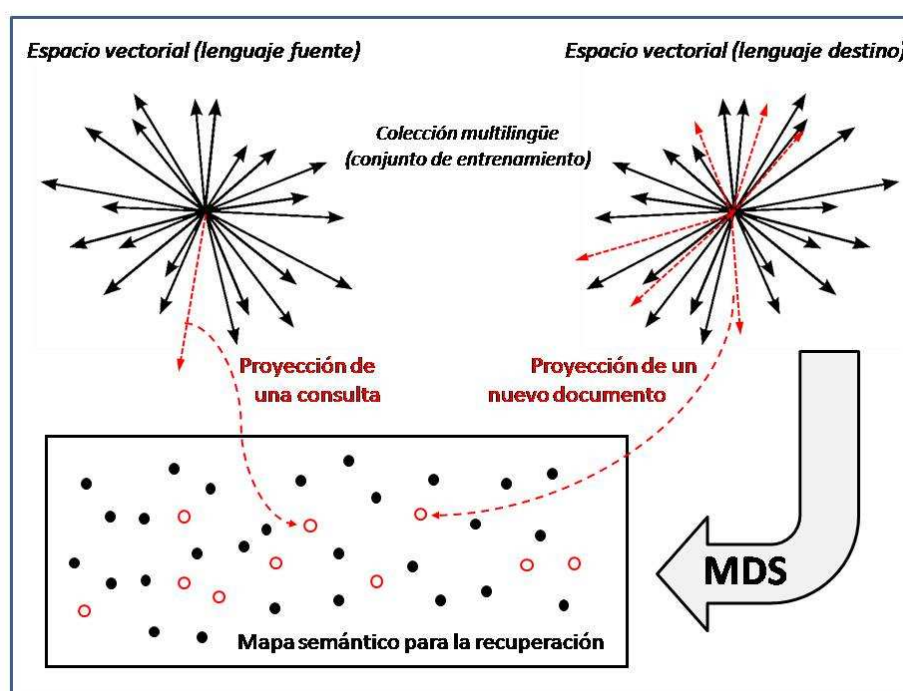 Espacio vectorial (lenguaje fuente)
Espacio vectorial (lenguaje destino)
Colección multilingüe
(conjunto de entrenamiento)
Proyección de
una consulta
Proyección de un
nuevo documento
MDS
Mapa semántico para la recuperación